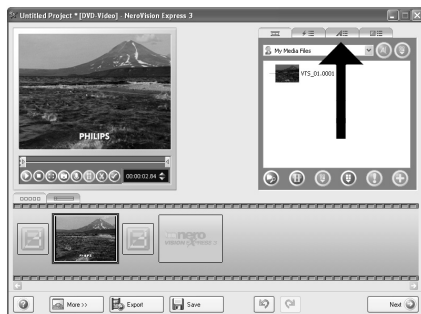 Untitled Project * [DVD-Video] - NeroVision Express 3
My Media Files
VTS_01.0001
PHILIPS
00:00:02.84
nero
VISION EXPRESS 3
More >>
Export
Save
Next